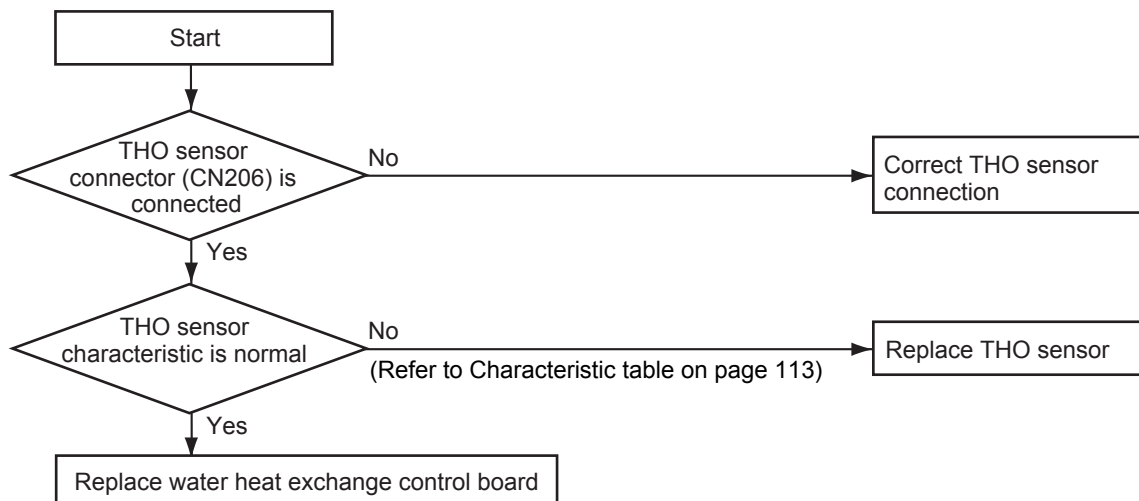 Start
THO sensor
connector (CN206) is
connected
No
Correct THO sensor
connection
Yes
THO sensor
characteristic is normal
No
(Refer to Characteristic table on page 113)
Replace THO sensor
Yes
Replace water heat exchange control board